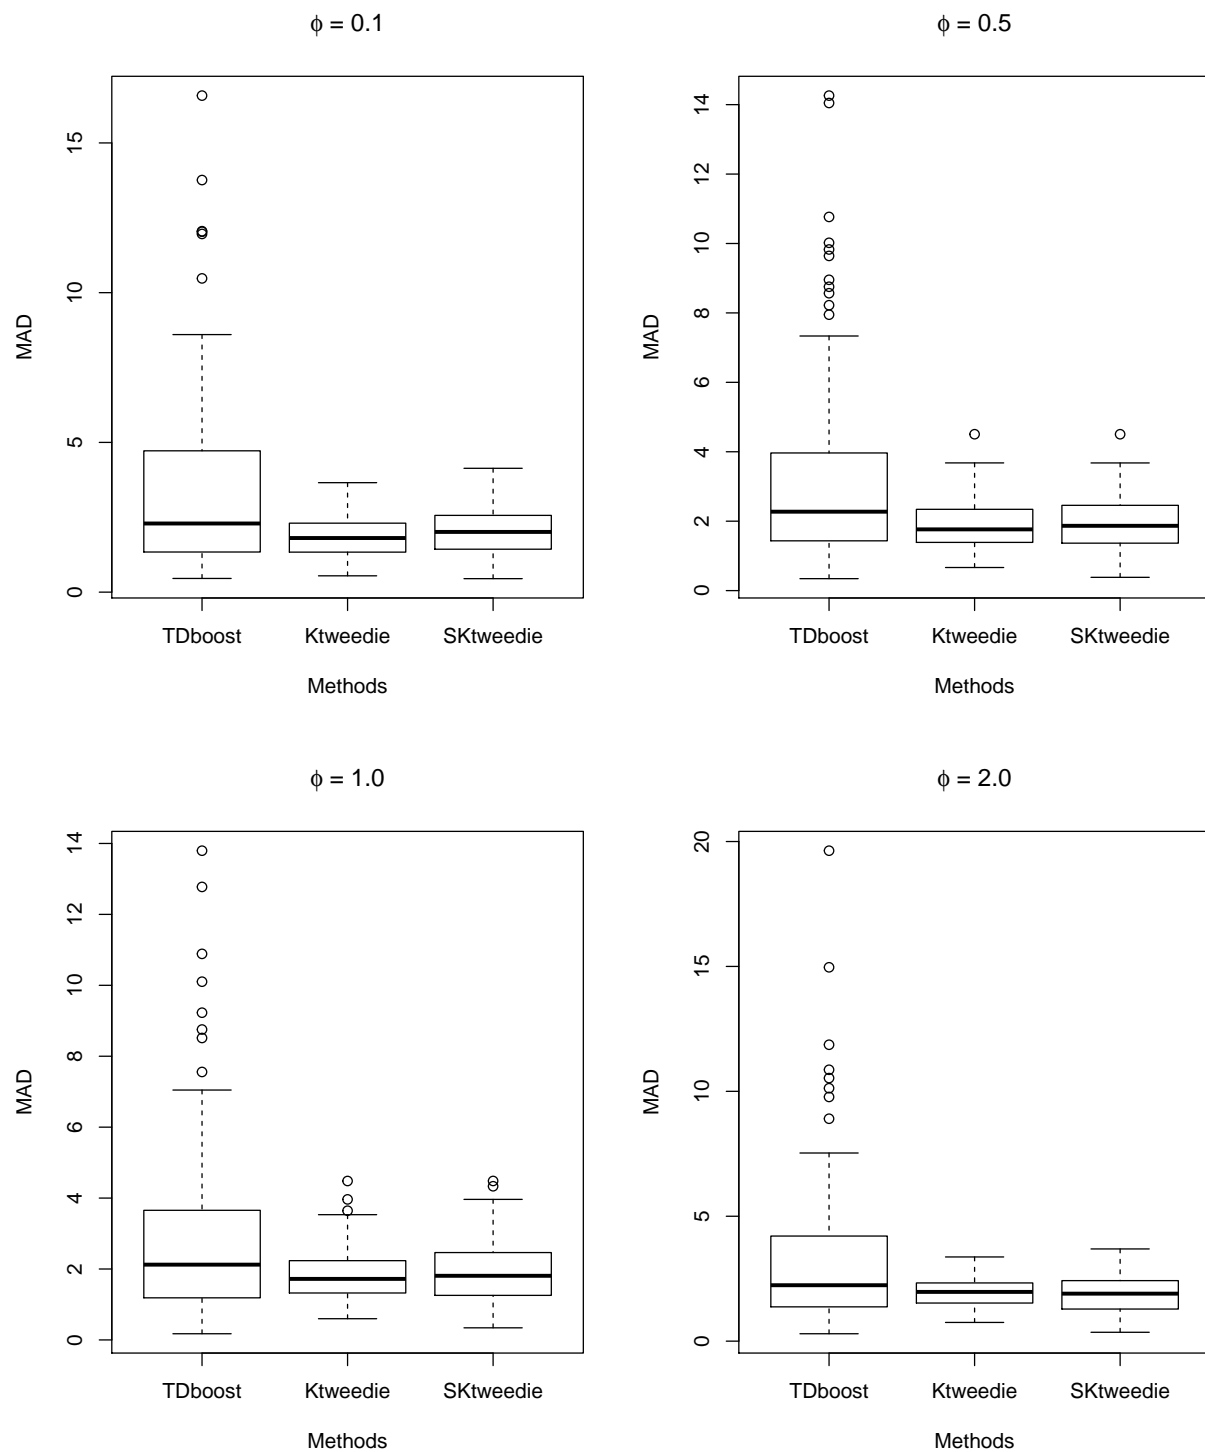 ϕ = 0.1
MAD
15
10
5
0
TDboost Ktweedie SKtweedie
Methods
ϕ = 0.5
MAD
14
12
10
8
6
4
2
0
TDboost Ktweedie SKtweedie
Methods
ϕ = 1.0
MAD
14
12
10
8
6
4
2
0
TDboost Ktweedie SKtweedie
Methods
ϕ = 2.0
MAD
20
15
10
5
0
TDboost Ktweedie SKtweedie
Methods